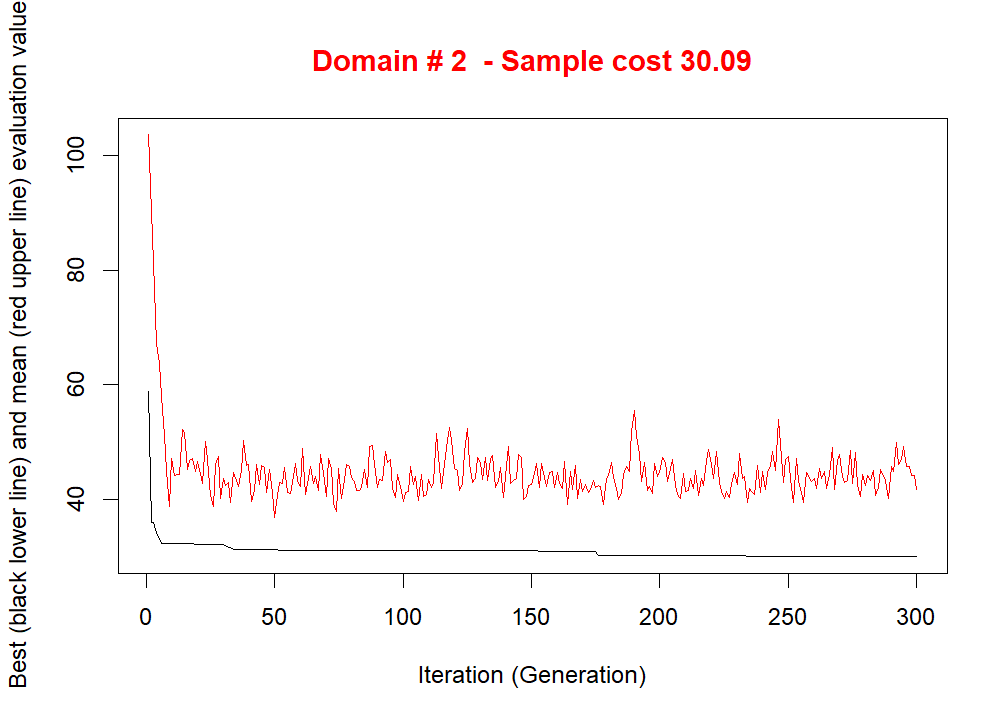 Domain # 2  - Sample cost 30.09
Best (black lower line) and mean (red upper line) evaluation value
100
80
60
40
0 50 100 150 200 250 300
Iteration (Generation)